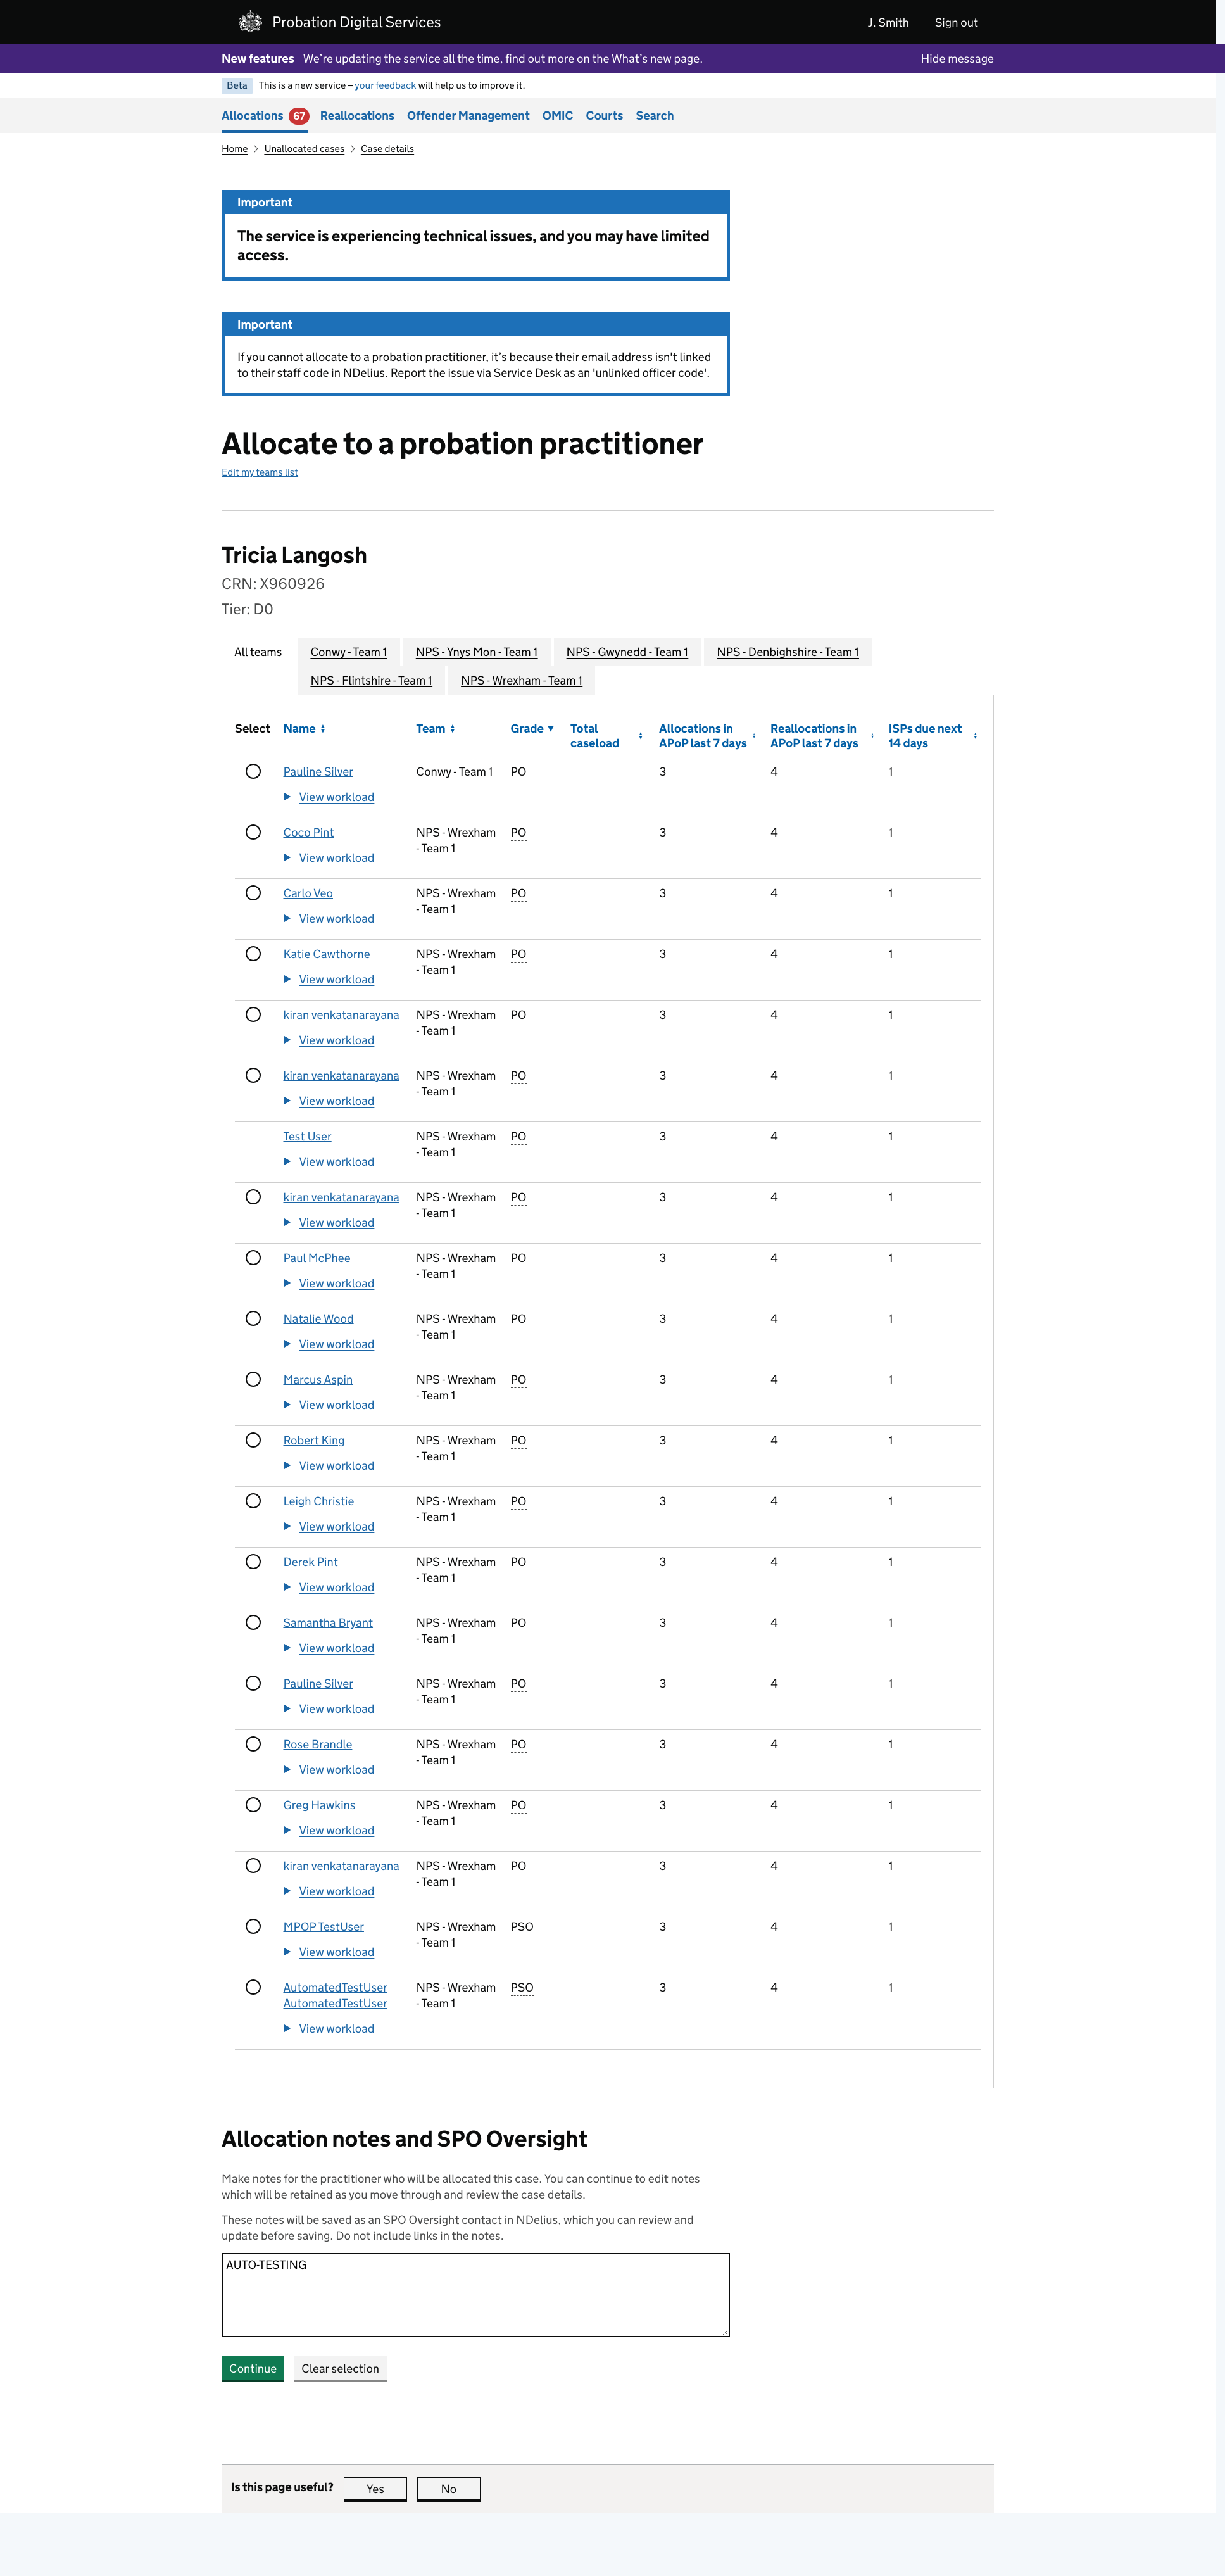 Probation Digital Services
J. Smith
Sign out
New features We’re updating the service all the time, find out more on the What’s new page.
Hide message
Beta This is a new service – your feedback will help us to improve it.
Allocations 67 Reallocations Offender Management OMIC Courts Search
Home Unallocated cases Case details
Important
The service is experiencing technical issues, and you may have limited
access.
Important
If you cannot allocate to a probation practitioner, it’s because their email address isn't linked
to their staff code in NDelius. Report the issue via Service Desk as an 'unlinked officer code'.
Allocate to a probation practitioner
Edit my teams list
Tricia Langosh
CRN: X960926
Tier: D0
All teams Conwy - Team 1 NPS - Ynys Mon - Team 1 NPS - Gwynedd - Team 1 NPS - Denbighshire - Team 1
NPS - Flintshire - Team 1 NPS - Wrexham - Team 1
Select Name Team Grade Total Allocations in Reallocations in ISPs due next
caseload APoP last 7 days APoP last 7 days 14 days
Pauline Silver Conwy - Team 1 PO 3 4 1
View workload
Coco Pint NPS - Wrexham PO 3 4 1
- Team 1
View workload
Carlo Veo NPS - Wrexham PO 3 4 1
- Team 1
View workload
Katie Cawthorne NPS - Wrexham PO 3 4 1
- Team 1
View workload
kiran venkatanarayana NPS - Wrexham PO 3 4 1
- Team 1
View workload
kiran venkatanarayana NPS - Wrexham PO 3 4 1
- Team 1
View workload
Test User NPS - Wrexham PO 3 4 1
- Team 1
View workload
kiran venkatanarayana NPS - Wrexham PO 3 4 1
- Team 1
View workload
Paul McPhee NPS - Wrexham PO 3 4 1
- Team 1
View workload
Natalie Wood NPS - Wrexham PO 3 4 1
- Team 1
View workload
Marcus Aspin NPS - Wrexham PO 3 4 1
- Team 1
View workload
Robert King NPS - Wrexham PO 3 4 1
- Team 1
View workload
Leigh Christie NPS - Wrexham PO 3 4 1
- Team 1
View workload
Derek Pint NPS - Wrexham PO 3 4 1
- Team 1
View workload
Samantha Bryant NPS - Wrexham PO 3 4 1
- Team 1
View workload
Pauline Silver NPS - Wrexham PO 3 4 1
- Team 1
View workload
Rose Brandle NPS - Wrexham PO 3 4 1
- Team 1
View workload
Greg Hawkins NPS - Wrexham PO 3 4 1
- Team 1
View workload
kiran venkatanarayana NPS - Wrexham PO 3 4 1
- Team 1
View workload
MPOP TestUser NPS - Wrexham PSO 3 4 1
- Team 1
View workload
AutomatedTestUser NPS - Wrexham PSO 3 4 1
AutomatedTestUser - Team 1
View workload
Allocation notes and SPO Oversight
Make notes for the practitioner who will be allocated this case. You can continue to edit notes
which will be retained as you move through and review the case details.
These notes will be saved as an SPO Oversight contact in NDelius, which you can review and
update before saving. Do not include links in the notes.
AUTO-TESTING
Continue Clear selection
Is this page useful? Yes No